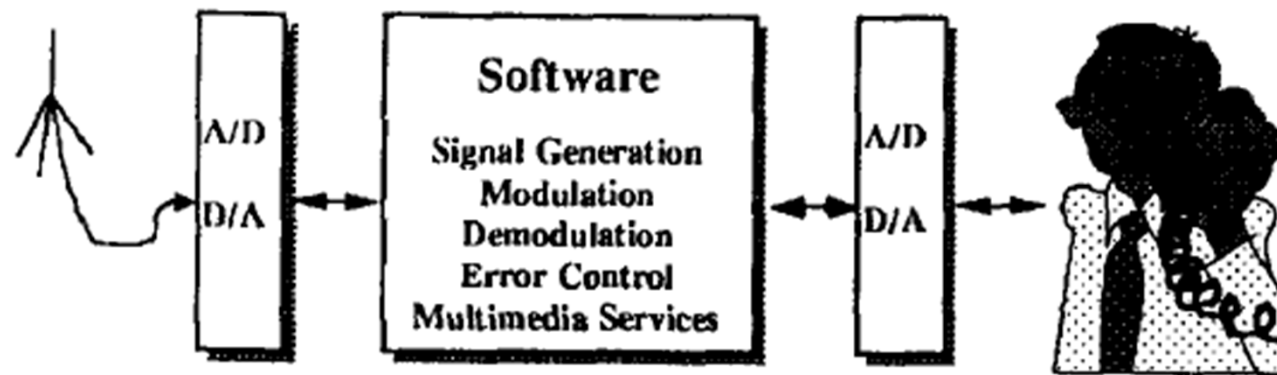 A/D
D/A
Software
Signal Generation
Modulation
Demodulation
Error Control
Multimedia Services
A/D
D/A